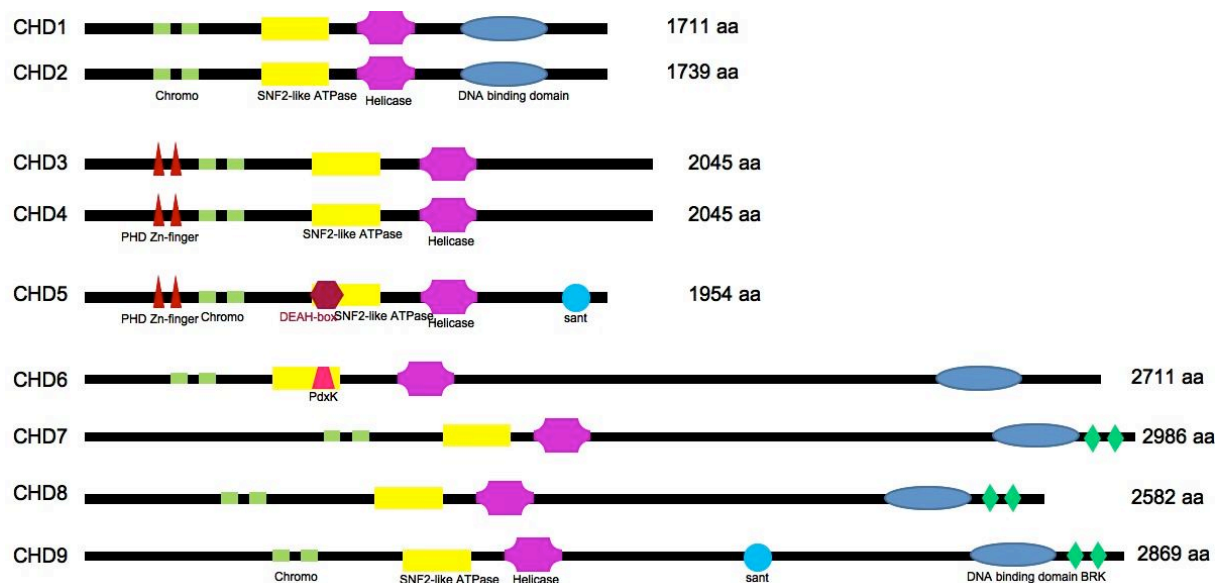 CHD1 1711 aa
CHD2 1739 aa
Chromo SNF2-like ATPase Helicase DNA binding domain
CHD3 2045 aa
CHD4 2045 aa
PHD Zn-finger SNF2-like ATPase Helicase
CHD5 1954 aa
PHD Zn-finger Chromo DEAH-box SNF2-like ATPase Helicase sant
CHD6 2711 aa
PdxK
CHD7 2986 aa
CHD8 2582 aa
CHD9 2869 aa
Chromo SNF2-like ATPase Helicase sant DNA binding domain BRK